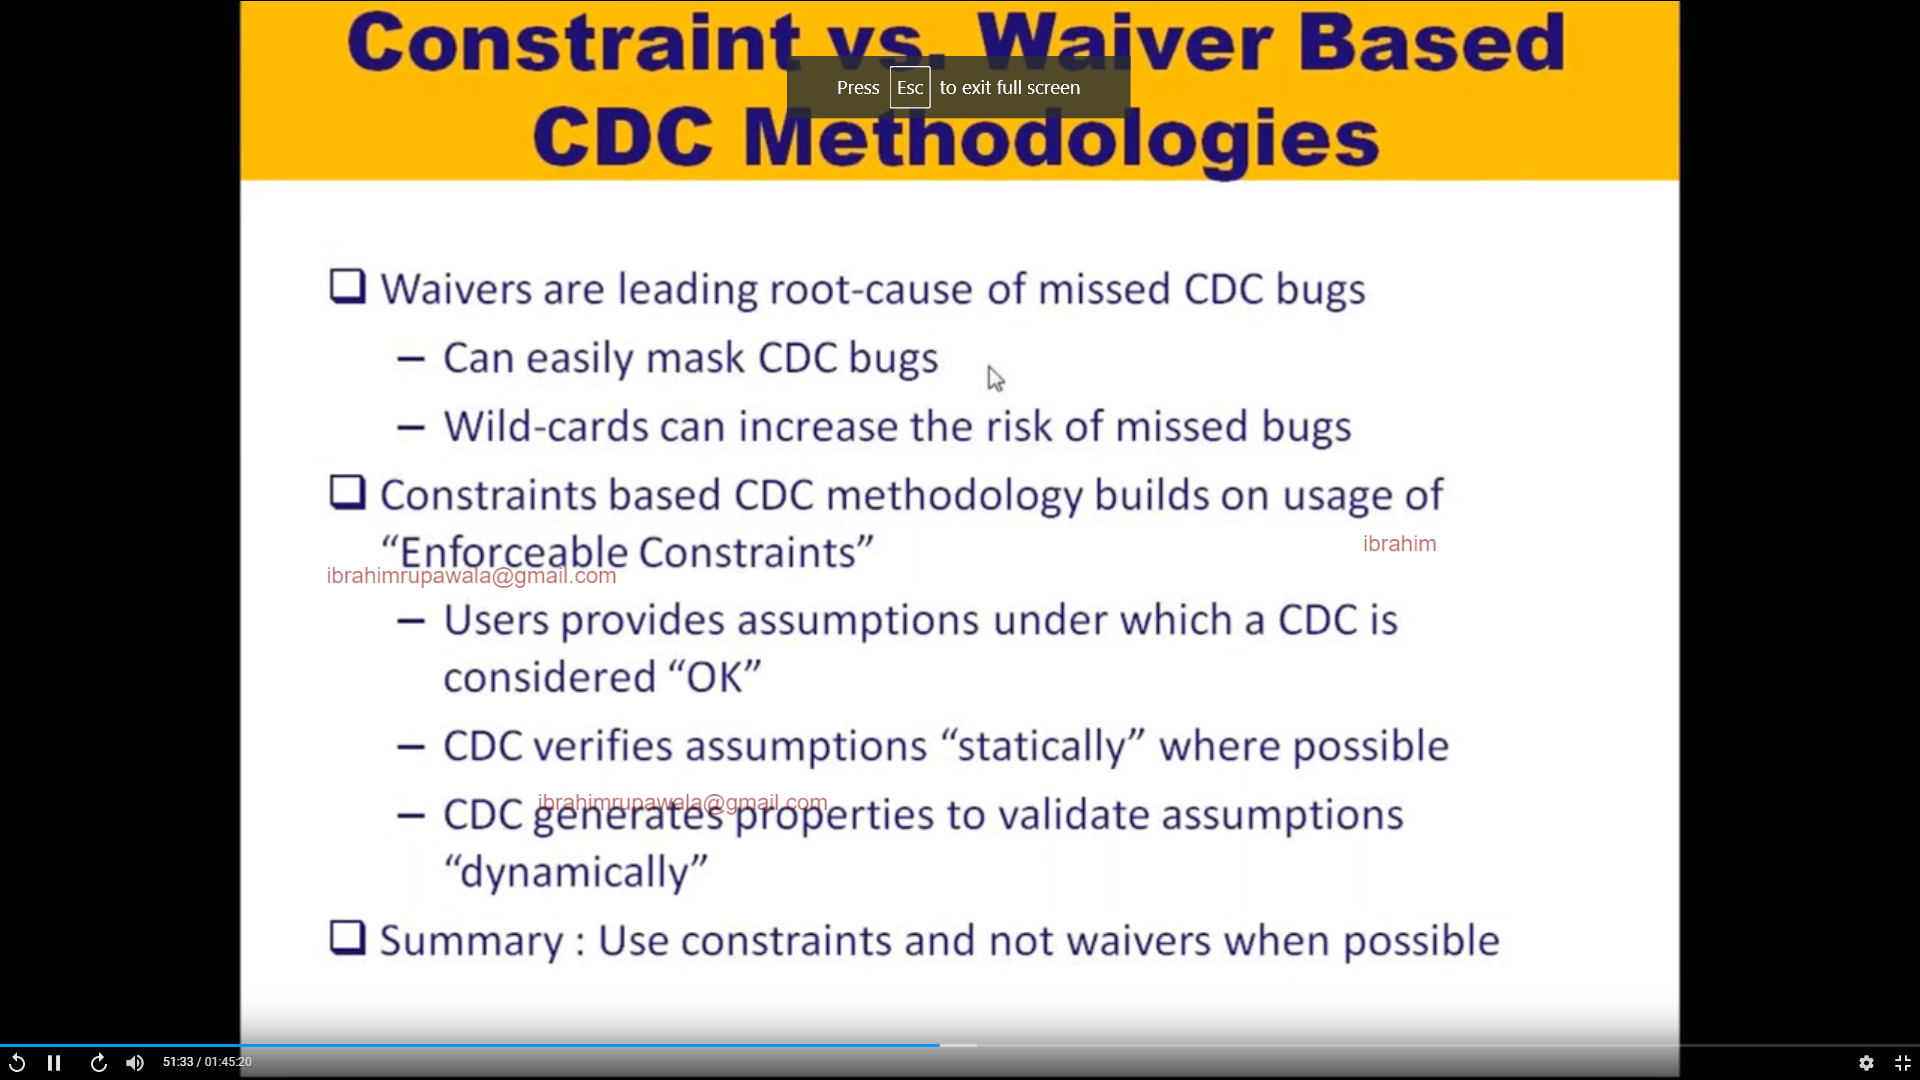 Constraint vs. Waiver Based
Press Esc to exit full screen
CDC Methodologies
❑ Waivers are leading root-cause of missed CDC bugs
– Can easily mask CDC bugs
– Wild-cards can increase the risk of missed bugs
❑ Constraints based CDC methodology builds on usage of
“Enforceable Constraints”
ibrahim
ibrahimrupawala@gmail.com
– Users provides assumptions under which a CDC is
considered “OK”
– CDC verifies assumptions “statically” where possible
ibrahimrupawala@gmail.com
– CDC generates properties to validate assumptions
“dynamically”
❑ Summary : Use constraints and not waivers when possible
51:33 / 01:45:20